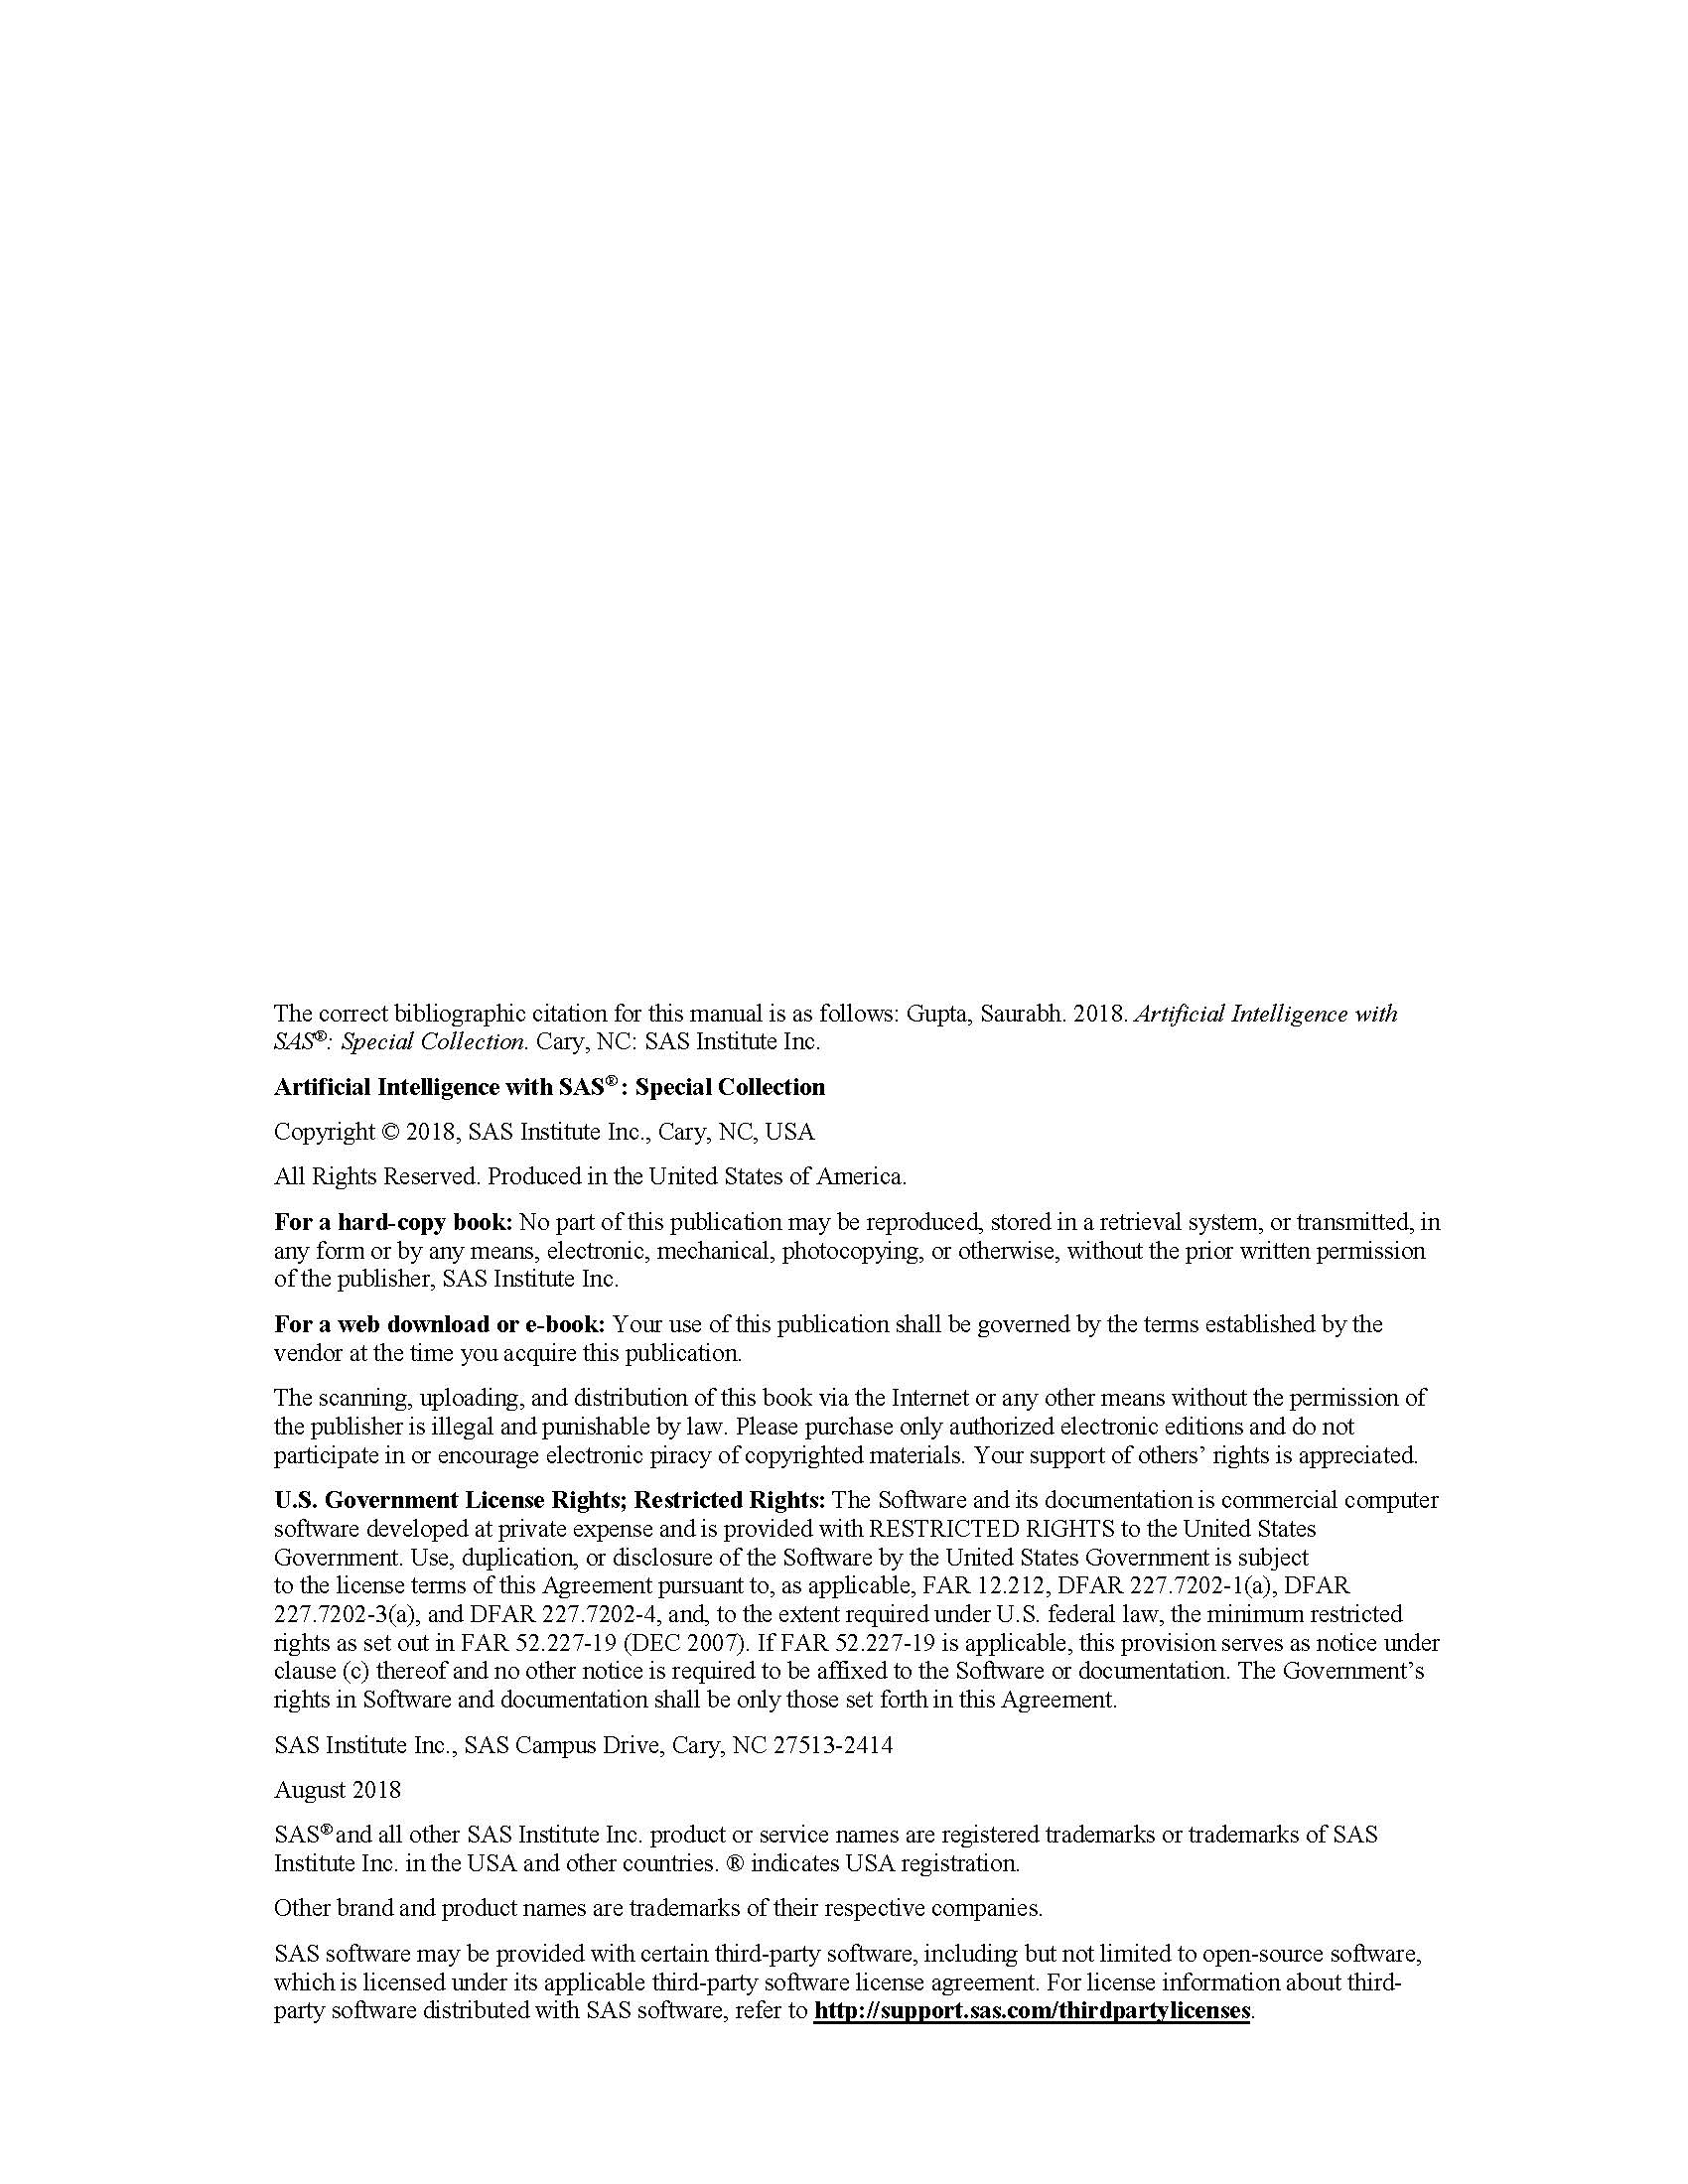 The correct bibliographic citation for this manual is as follows: Gupta, Saurabh. 2018. Artificial Intelligence with
SAS®: Special Collection. Cary, NC: SAS Institute Inc.
Artificial Intelligence with SAS®: Special Collection
Copyright © 2018, SAS Institute Inc., Cary, NC, USA
All Rights Reserved. Produced in the United States of America.
For a hard-copy book: No part of this publication may be reproduced, stored in a retrieval system, or transmitted, in
any form or by any means, electronic, mechanical, photocopying, or otherwise, without the prior written permission
of the publisher, SAS Institute Inc.
For a web download or e-book: Your use of this publication shall be governed by the terms established by the
vendor at the time you acquire this publication.
The scanning, uploading, and distribution of this book via the Internet or any other means without the permission of
the publisher is illegal and punishable by law. Please purchase only authorized electronic editions and do not
participate in or encourage electronic piracy of copyrighted materials. Your support of others’ rights is appreciated.
U.S. Government License Rights; Restricted Rights: The Software and its documentation is commercial computer
software developed at private expense and is provided with RESTRICTED RIGHTS to the United States
Government. Use, duplication, or disclosure of the Software by the United States Government is subject
to the license terms of this Agreement pursuant to, as applicable, FAR 12.212, DFAR 227.7202-1(a), DFAR
227.7202-3(a), and DFAR 227.7202-4, and, to the extent required under U.S. federal law, the minimum restricted
rights as set out in FAR 52.227-19 (DEC 2007). If FAR 52.227-19 is applicable, this provision serves as notice under
clause (c) thereof and no other notice is required to be affixed to the Software or documentation. The Government’s
rights in Software and documentation shall be only those set forth in this Agreement.
SAS Institute Inc., SAS Campus Drive, Cary, NC 27513-2414
August 2018
SAS® and all other SAS Institute Inc. product or service names are registered trademarks or trademarks of SAS
Institute Inc. in the USA and other countries. ® indicates USA registration.
Other brand and product names are trademarks of their respective companies.
SAS software may be provided with certain third-party software, including but not limited to open-source software,
which is licensed under its applicable third-party software license agreement. For license information about third-
party software distributed with SAS software, refer to http://support.sas.com/thirdpartylicenses.